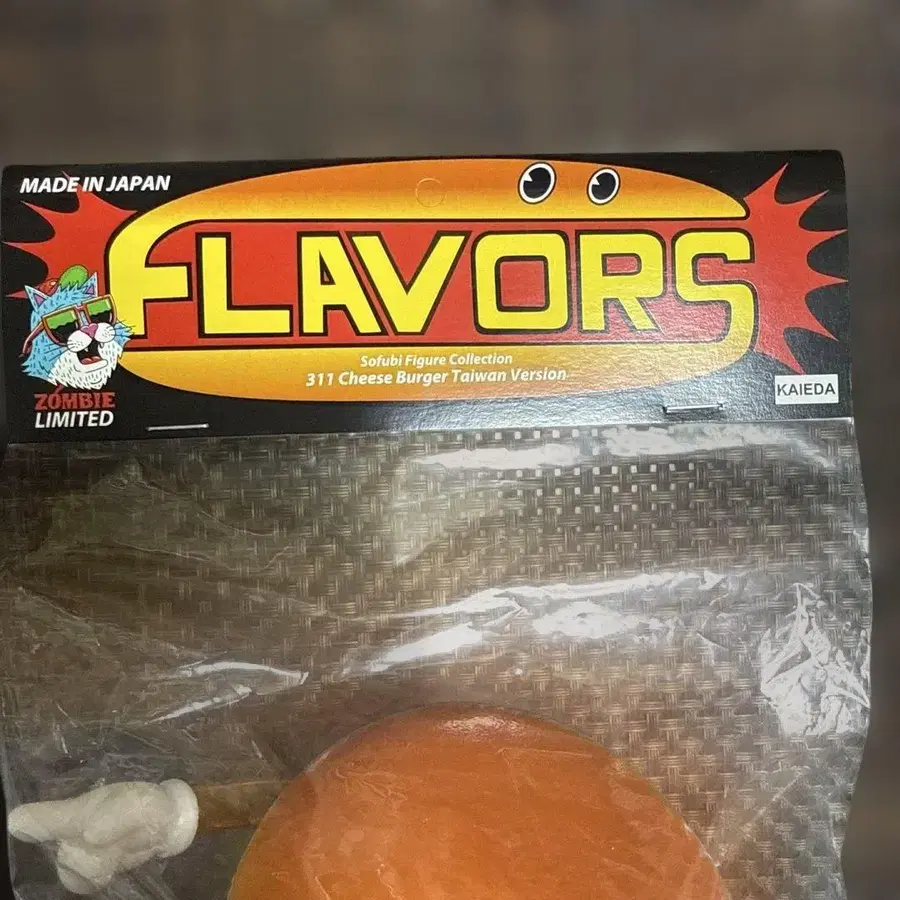 MADE IN JAPAN
FLAVORS
Sofubi Figure Collection
311 Cheese Burger Taiwan Version
ZOMBIE
LIMITED
KAIEDA